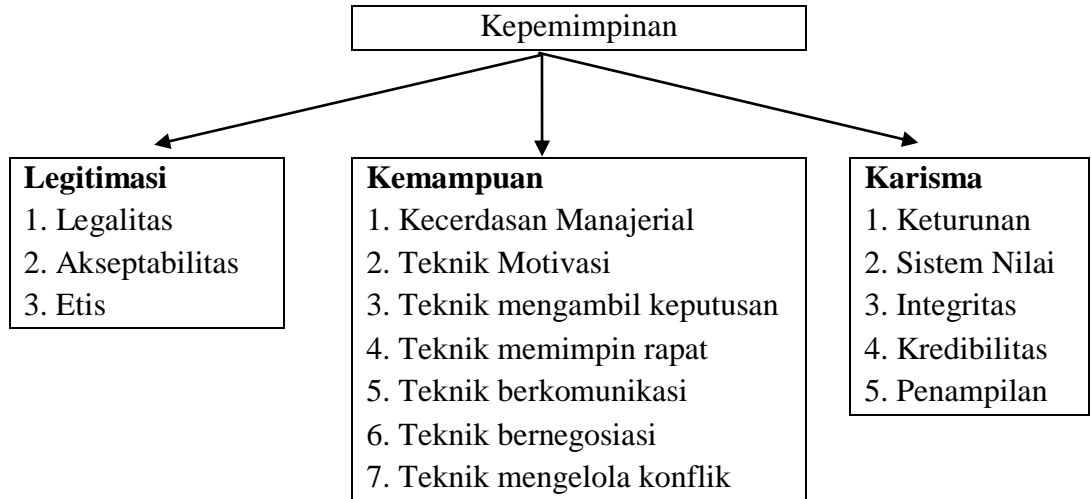 Kepemimpinan
Legitimasi
1. Legalitas
2. Akseptabilitas
3. Etis
Kemampuan
1. Kecerdasan Manajerial
2. Teknik Motivasi
3. Teknik mengambil keputusan
4. Teknik memimpin rapat
5. Teknik berkomunikasi
6. Teknik bernegosiasi
7. Teknik mengelola konflik
Karisma
1. Keturunan
2. Sistem Nilai
3. Integritas
4. Kredibilitas
5. Penampilan